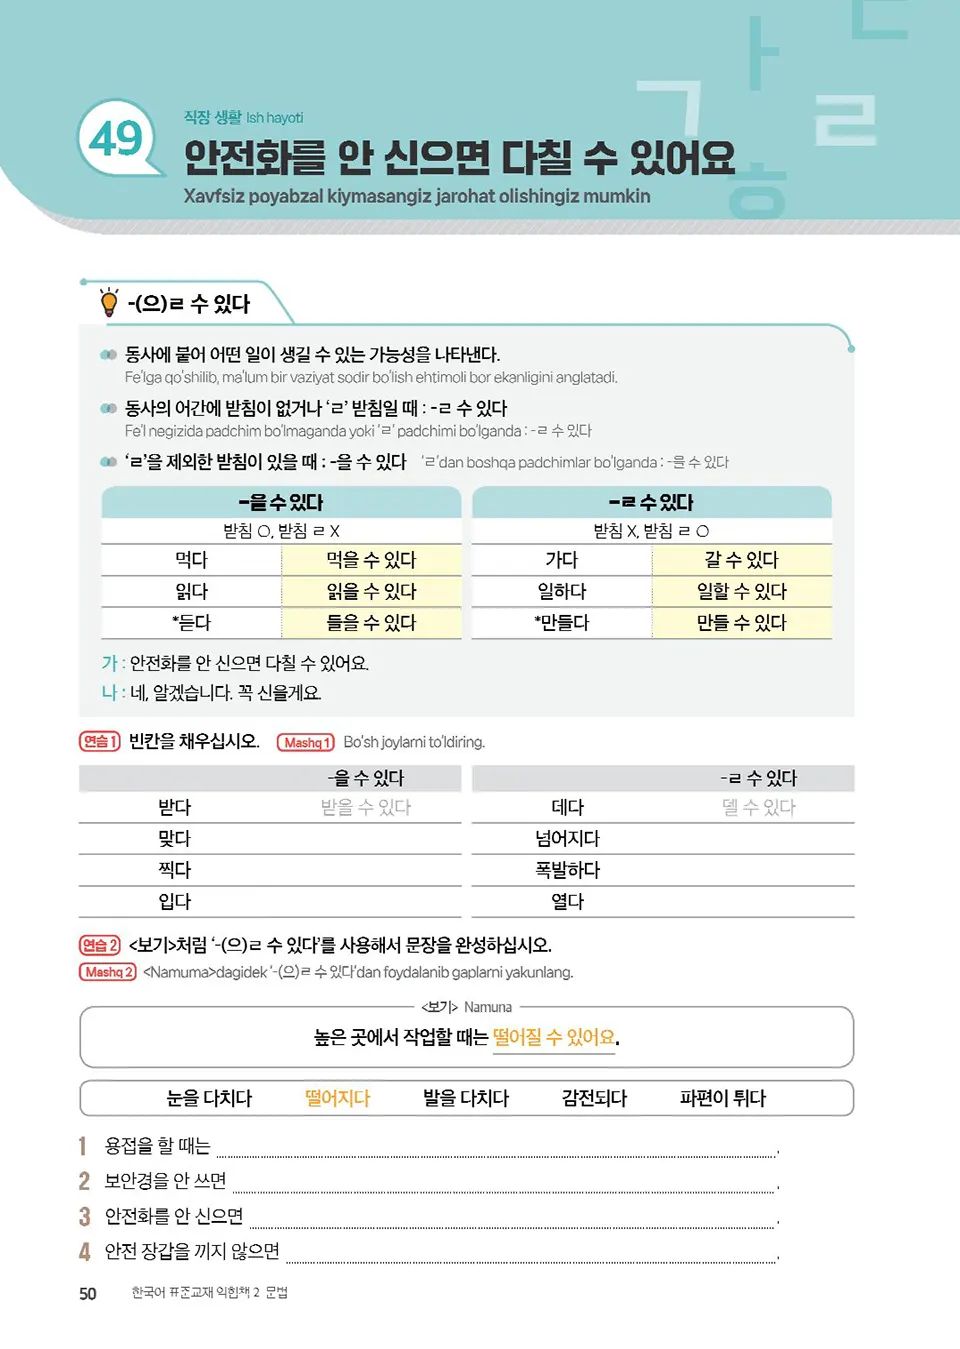 49
직장 생활 Ish hayoti
안전화를 안 신으면 다칠 수 있어요
Xavfsiz poyabzal kiymasangiz jarohat olishingiz mumkin
ㄱ ㅏ ㄹ ㅎ ㄷ
-(으)ㄹ 수 있다
동사에 붙어 어떤 일이 생길 수 있는 가능성을 나타낸다.
Fe'lga qo'shilib, ma'lum bir vaziyat sodir bo'lish ehtimoli bor ekanligini anglatadi.
동사의 어간에 받침이 없거나 'ㄹ' 받침일 때 : -ㄹ 수 있다
Fe'l negizida padchim bo'lmaganda yoki 'ㄹ' padchimi bo'lganda : -ㄹ 수 있다
'ㄹ'을 제외한 받침이 있을 때 : -을 수 있다 'ㄹ'dan boshqa padchimlar bo'lganda : -을 수 있다
-을 수 있다 -ㄹ 수 있다
받침 O, 받침 ㄹ X 받침 X, 받침 ㄹ O
먹다 먹을 수 있다 가다 갈 수 있다
읽다 읽을 수 있다 일하다 일할 수 있다
*듣다 들을 수 있다 *만들다 만들 수 있다
가 : 안전화를 안 신으면 다칠 수 있어요.
나 : 네, 알겠습니다. 꼭 신을게요.
연습 1 빈칸을 채우십시오. Mashq 1 Bo'sh joylarni to'ldiring.
-을 수 있다 -ㄹ 수 있다
받다 받을 수 있다 데다 델 수 있다
맞다 넘어지다
찍다 폭발하다
입다 열다
연습 2 <보기>처럼 '-(으)ㄹ 수 있다'를 사용해서 문장을 완성하십시오.
Mashq 2 <Namuma>dagidek '-(으)ㄹ 수 있다'dan foydalanib gaplarni yakunlang.
<보기> Namuna
높은 곳에서 작업할 때는 떨어질 수 있어요.
눈을 다치다 떨어지다 발을 다치다 감전되다 파편이 튀다
1 용접을 할 때는 .
2 보안경을 안 쓰면 .
3 안전화를 안 신으면 .
4 안전 장갑을 끼지 않으면 .
50 한국어 표준교재 익힘책 2 문법